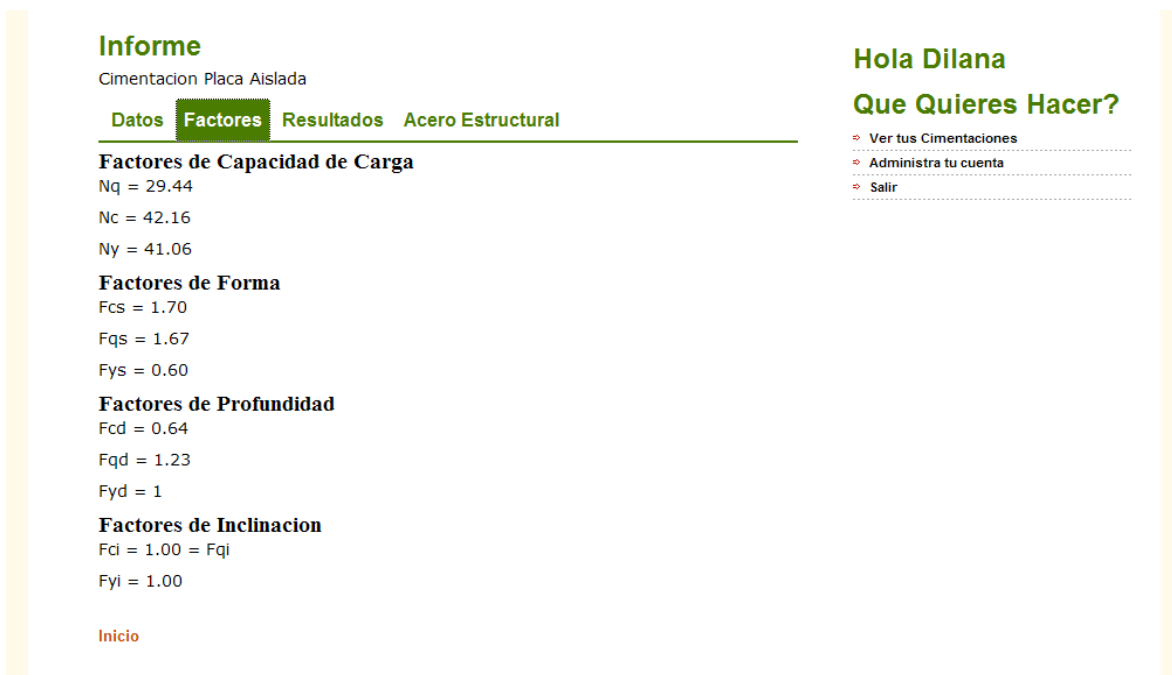 Informe
Cimentacion Placa Aislada
Datos Factores Resultados Acero Estructural
Factores de Capacidad de Carga
Nq = 29.44
Nc = 42.16
Ny = 41.06
Factores de Forma
Fcs = 1.70
Fqs = 1.67
Fys = 0.60
Factores de Profundidad
Fcd = 0.64
Fqd = 1.23
Fyd = 1
Factores de Inclinacion
Fci = 1.00 = Fqi
Fyi = 1.00
Inicio
Hola Dilana
Que Quieres Hacer?
Ver tus Cimentaciones
Administra tu cuenta
Salir